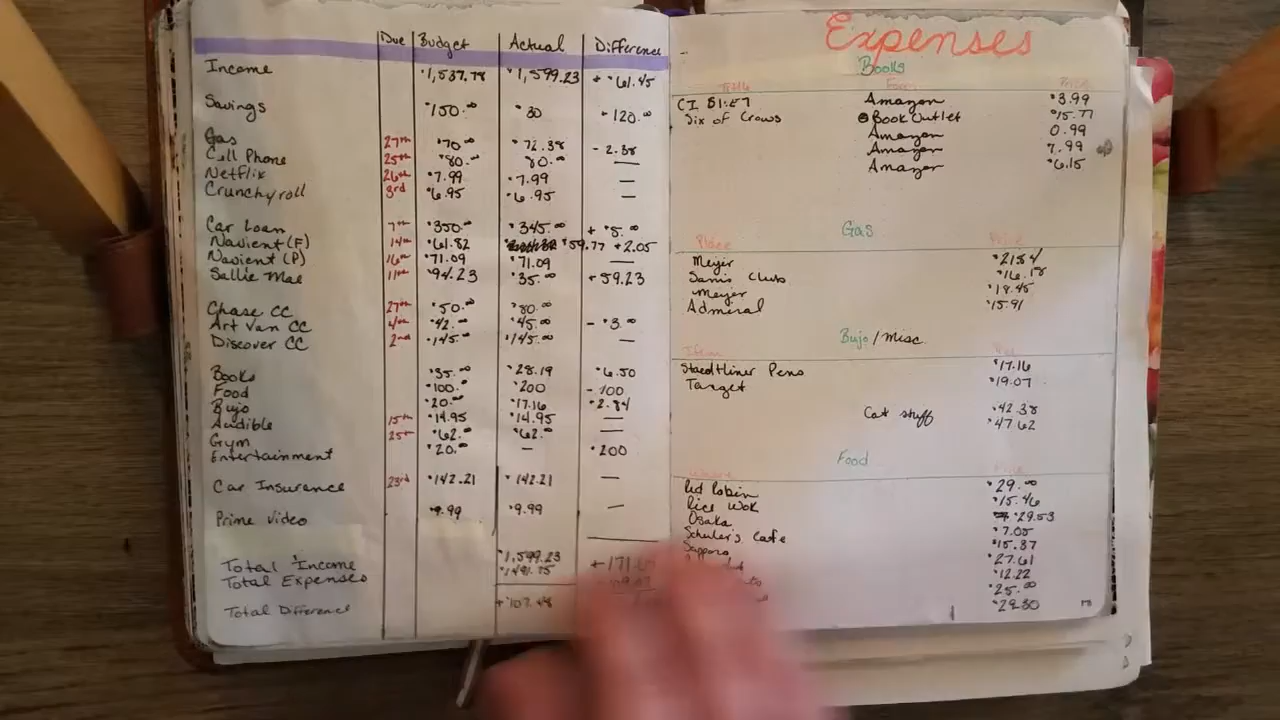 Due Budget Actual Difference
Income $1,537.78 $1,599.23 + $61.45
Savings $150.00 $30 - 120.00
Gas 27th $70.00 $72.38 - 2.38
Cell Phone 25th $80.00 $80.00 —
Netflix 26th $7.99 $7.99 —
Crunchyroll 3rd $6.95 $6.95 —
Car Loan 7th $350.00 $345.00 + $5.00
Navient (F) 14th $61.82 $59.77 +2.05
Navient (P) 16th $71.09 $71.09 —
Sallie Mae 11th $94.23 $35.00 +59.23
Chase CC 27th $50.00 $80.00
Art Van CC 4th $42.00 $45.00 - $3.00
Discover CC 2nd $145.00 $145.00 —
Books $35.00 $28.19 $6.50
Food $100.00 $200 - 100
Bujo $20.00 $17.16 +2.84
Audible 15th $14.95 $14.95 —
Gym 25th $62.00 $62.00 —
Entertainment $20.00 — $200
Car Insurance 23rd $142.21 $142.21 —
Prime Video $9.99 $9.99 —
Total Income $1,599.23
Total Expenses $1491.75
Total Difference +$107.48
Expenses
Books
Price
Amazon $3.99
Six of Crows Book Outlet $15.77
Amazon 0.99
Amazon 7.99
Amazon $6.15
Gas
Place Price
Meijer
Sam's Club $16.18
Meijer $18.45
Admiral $15.91
Bujo/Misc
Item
Staedtliner Pens $17.16
Target $19.07
$42.38
Cat stuff $47.62
Food
Red Robin $29.00
Rice Wok $15.46
Osaka $29.53
Schuler's Cafe $7.05
Sapporo $15.37
$27.61
$12.22
$25.00
$29.30